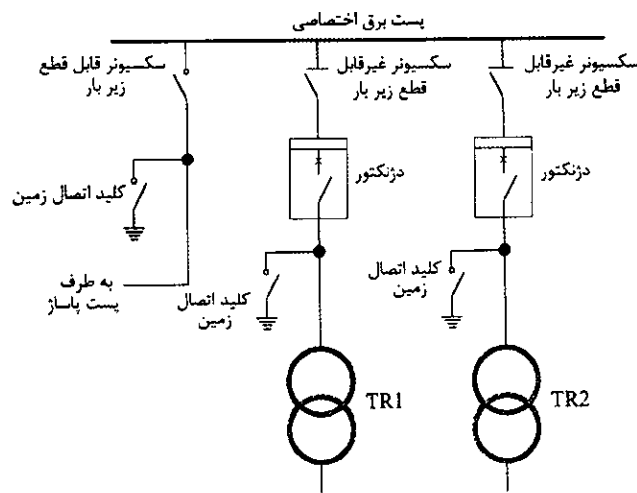 پست برق اختصاصی
سکسیونر قابل قطع
زیر بار
سکسیونر غیرقابل
قطع زیر بار
سکسیونر غیرقابل
قطع زیر بار
دژنکتور
دژنکتور
کلید اتصال زمین
کلید اتصال
زمین
کلید اتصال
زمین
به طرف
پست پاساژ
TR1
TR2